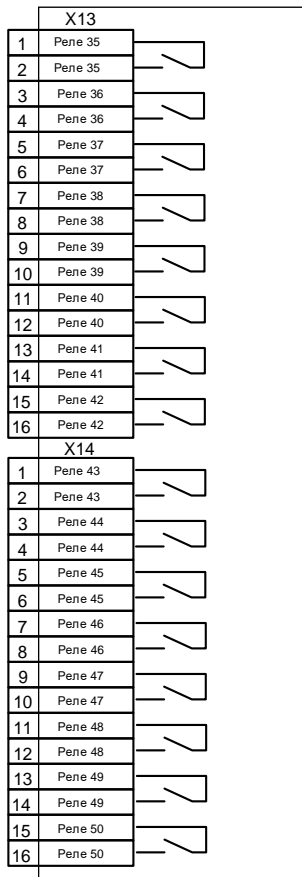 X13
1 Реле 35
2 Реле 35
3 Реле 36
4 Реле 36
5 Реле 37
6 Реле 37
7 Реле 38
8 Реле 38
9 Реле 39
10 Реле 39
11 Реле 40
12 Реле 40
13 Реле 41
14 Реле 41
15 Реле 42
16 Реле 42
X14
1 Реле 43
2 Реле 43
3 Реле 44
4 Реле 44
5 Реле 45
6 Реле 45
7 Реле 46
8 Реле 46
9 Реле 47
10 Реле 47
11 Реле 48
12 Реле 48
13 Реле 49
14 Реле 49
15 Реле 50
16 Реле 50